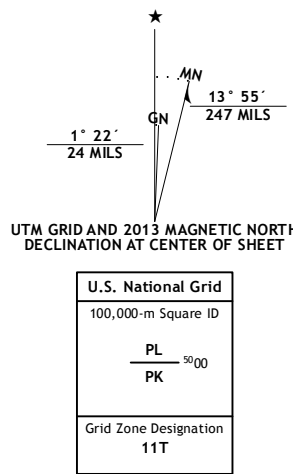 MN
GN
13° 55´
247 MILS
1° 22´
24 MILS
UTM GRID AND 2013 MAGNETIC NORTH
DECLINATION AT CENTER OF SHEET
U.S. National Grid
100,000-m Square ID
PL
5000
PK
Grid Zone Designation
11T